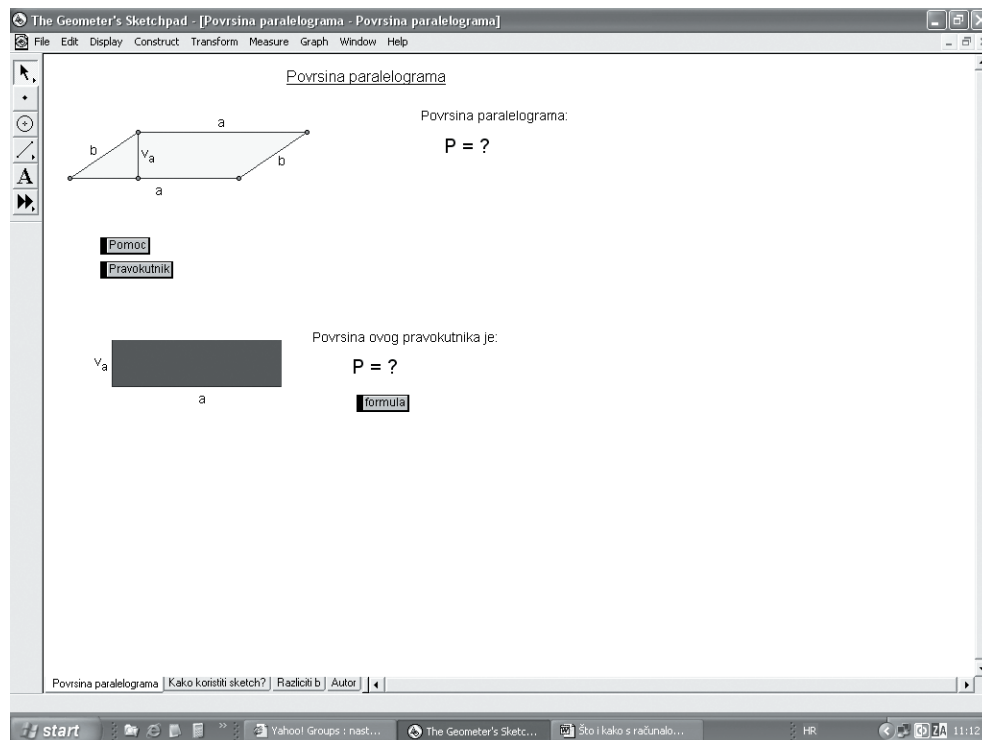 The Geometer's Sketchpad - [Povrsina paralelograma - Povrsina paralelograma]
File Edit Display Construct Transform Measure Graph Window Help
Povrsina paralelograma
Povrsina paralelograma:
P = ?
a
b
va
b
a
A
Pomoc
Pravokutnik
Povrsina ovog pravokutnika je:
va
P = ?
a
formula
Povrsina paralelograma Kako koristiti sketch? Razliciti b Autor
start Yahoo! Groups : nast... The Geometer's Sketc... Što i kako s računalo... HR ZA 11:12